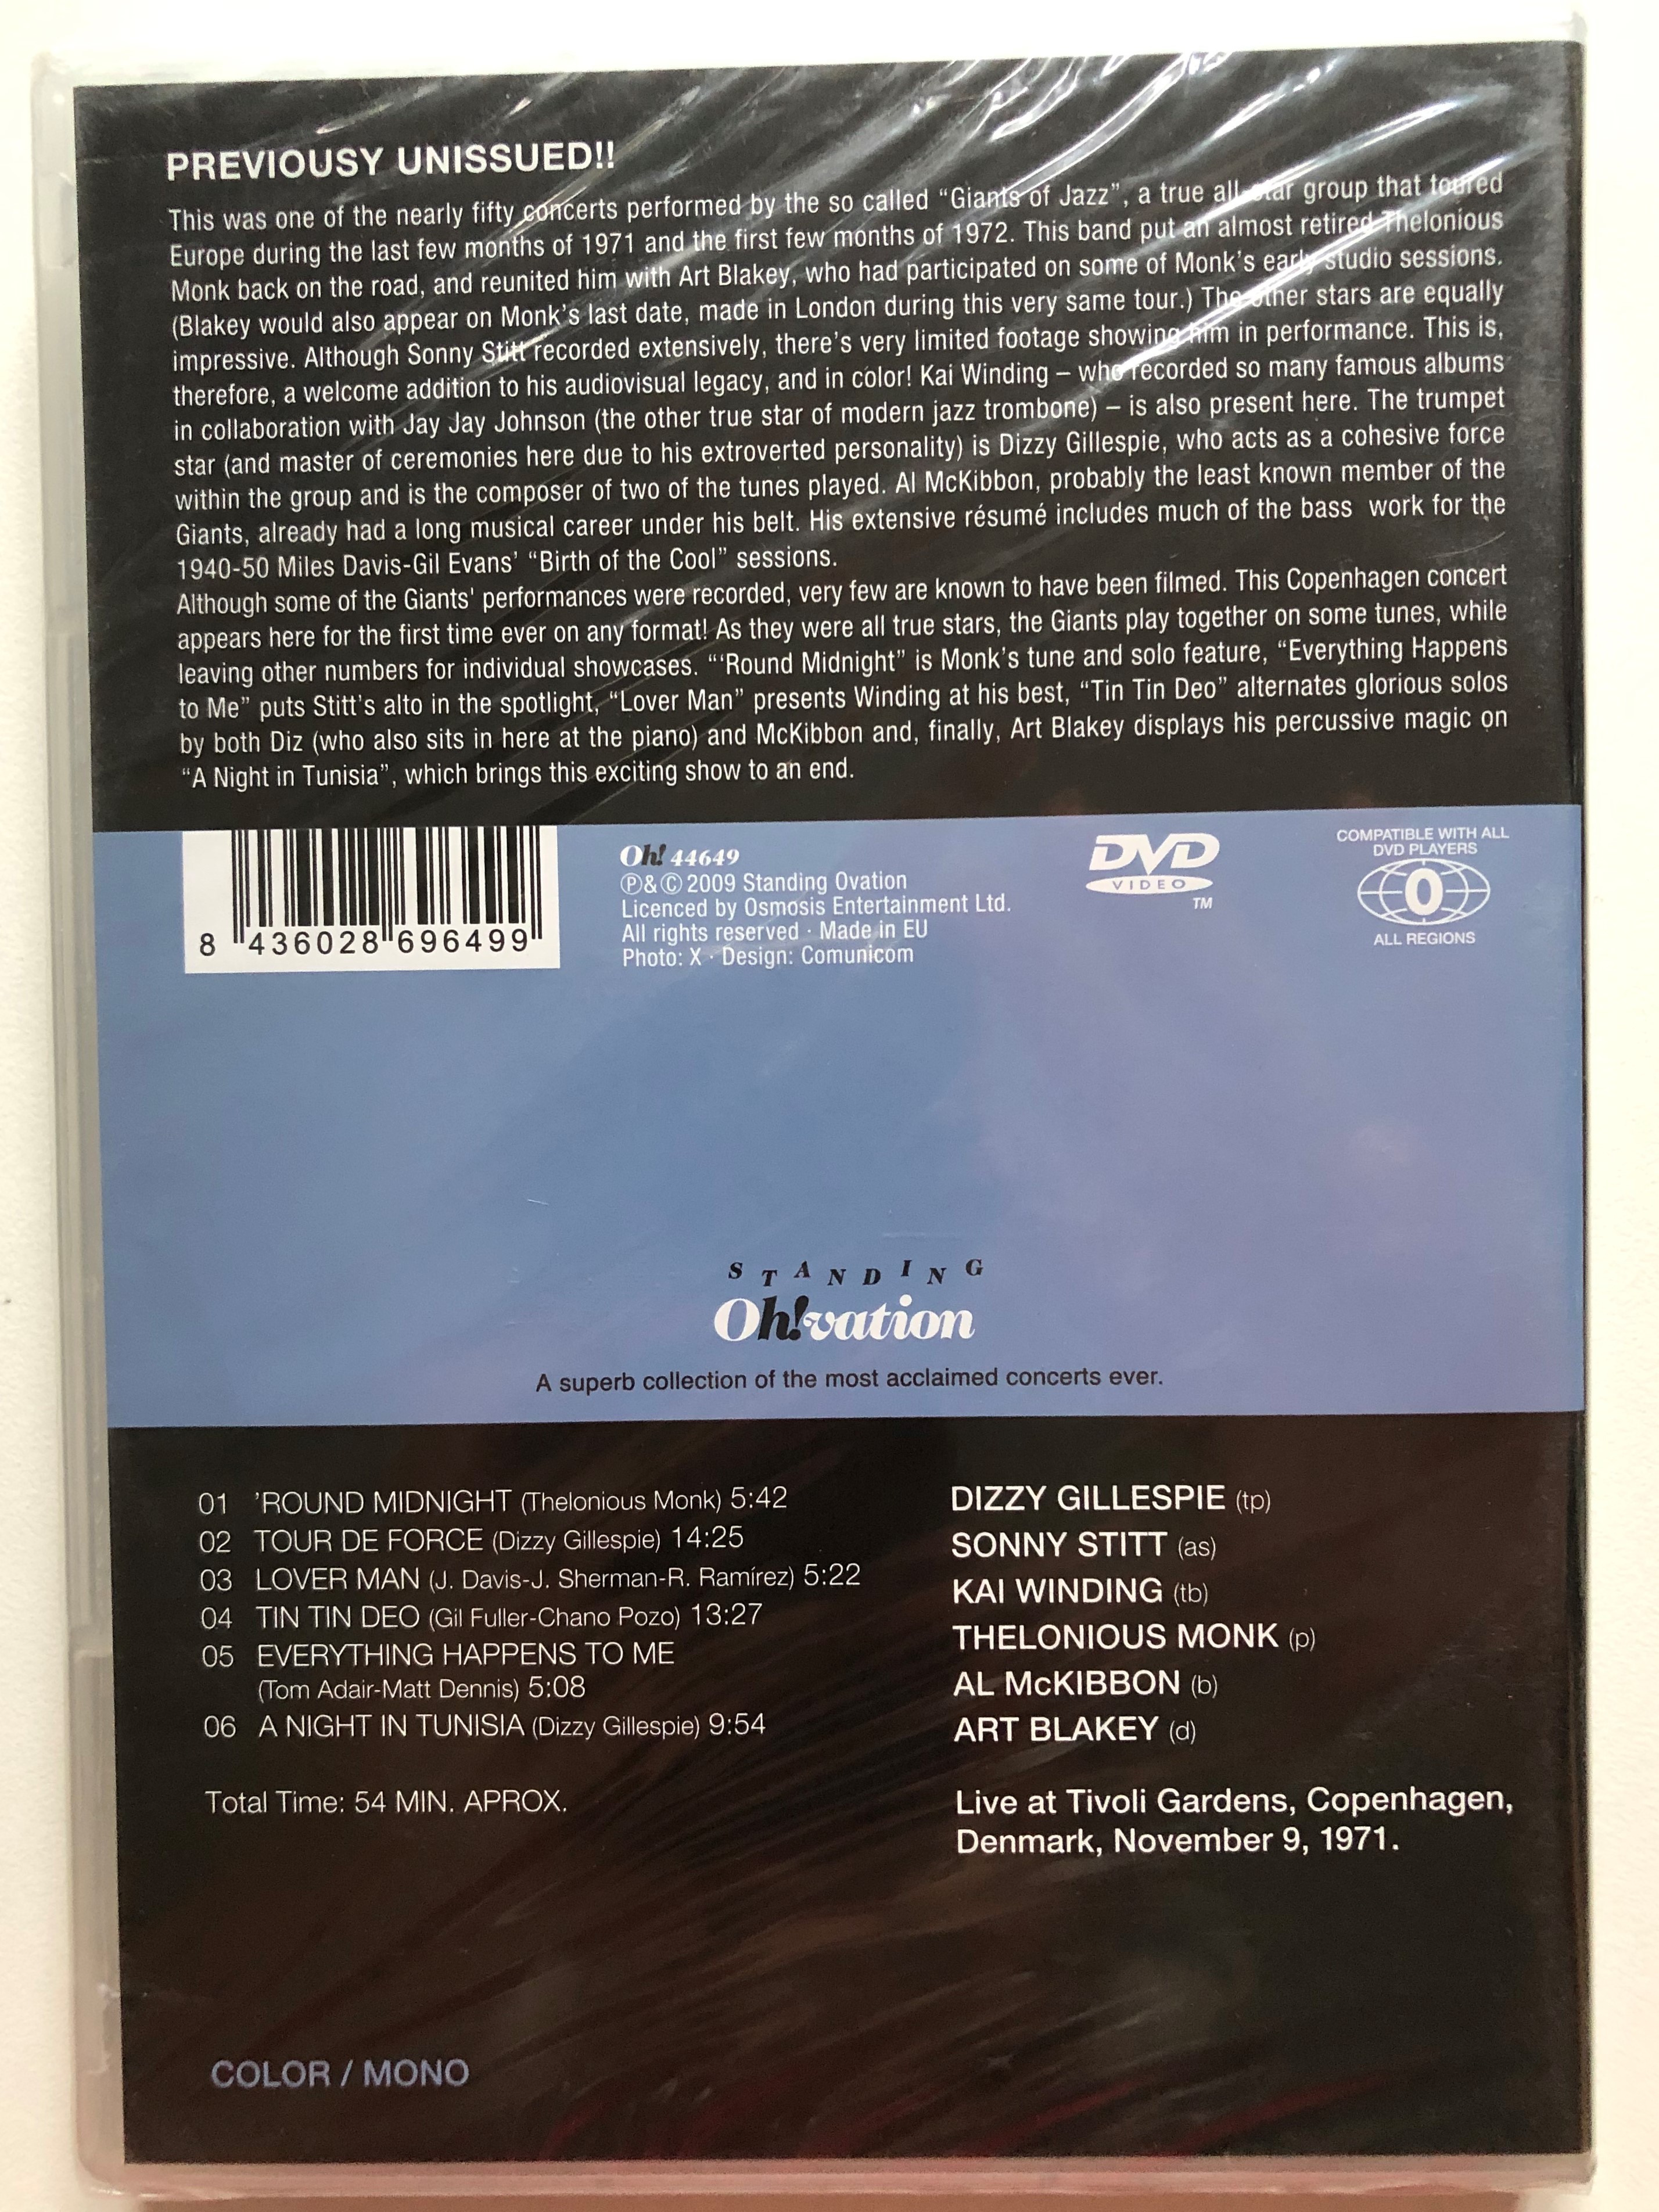 PREVIOUSY UNISSUED!!
This was one of the nearly fifty concerts performed by the so called “Giants of Jazz”, a true all-star group that toured
Europe during the last few months of 1971 and the first few months of 1972. This band put an almost retired Thelonious
Monk back on the road, and reunited him with Art Blakey, who had participated on some of Monk’s early studio sessions.
(Blakey would also appear on Monk’s last date, made in London during this very same tour.) The other stars are equally
impressive. Although Sonny Stitt recorded extensively, there’s very limited footage showing him in performance. This is,
therefore, a welcome addition to his audiovisual legacy, and in color! Kai Winding – who recorded so many famous albums
in collaboration with Jay Jay Johnson (the other true star of modern jazz trombone) – is also present here. The trumpet
star (and master of ceremonies here due to his extroverted personality) is Dizzy Gillespie, who acts as a cohesive force
within the group and is the composer of two of the tunes played. Al McKibbon, probably the least known member of the
Giants, already had a long musical career under his belt. His extensive résumé includes much of the bass work for the
1940-50 Miles Davis-Gil Evans’ “Birth of the Cool” sessions.
Although some of the Giants' performances were recorded, very few are known to have been filmed. This Copenhagen concert
appears here for the first time ever on any format! As they were all true stars, the Giants play together on some tunes, while
leaving other numbers for individual showcases. “‘Round Midnight” is Monk’s tune and solo feature, “Everything Happens
to Me” puts Stitt’s alto in the spotlight, “Lover Man” presents Winding at his best, “Tin Tin Deo” alternates glorious solos
by both Diz (who also sits in here at the piano) and McKibbon and, finally, Art Blakey displays his percussive magic on
“A Night in Tunisia”, which brings this exciting show to an end.
8 436028 696499
Oh! 44649
℗&© 2009 Standing Ovation
Licenced by Osmosis Entertainment Ltd.
All rights reserved · Made in EU
Photo: X · Design: Comunicom
DVD
VIDEO
TM
COMPATIBLE WITH ALL
DVD PLAYERS
0
ALL REGIONS
STANDING
Oh!vation
A superb collection of the most acclaimed concerts ever.
01 ’ROUND MIDNIGHT (Thelonious Monk) 5:42
02 TOUR DE FORCE (Dizzy Gillespie) 14:25
03 LOVER MAN (J. Davis-J. Sherman-R. Ramírez) 5:22
04 TIN TIN DEO (Gil Fuller-Chano Pozo) 13:27
05 EVERYTHING HAPPENS TO ME
(Tom Adair-Matt Dennis) 5:08
06 A NIGHT IN TUNISIA (Dizzy Gillespie) 9:54
Total Time: 54 MIN. APROX.
DIZZY GILLESPIE (tp)
SONNY STITT (as)
KAI WINDING (tb)
THELONIOUS MONK (p)
AL McKIBBON (b)
ART BLAKEY (d)
Live at Tivoli Gardens, Copenhagen,
Denmark, November 9, 1971.
COLOR / MONO